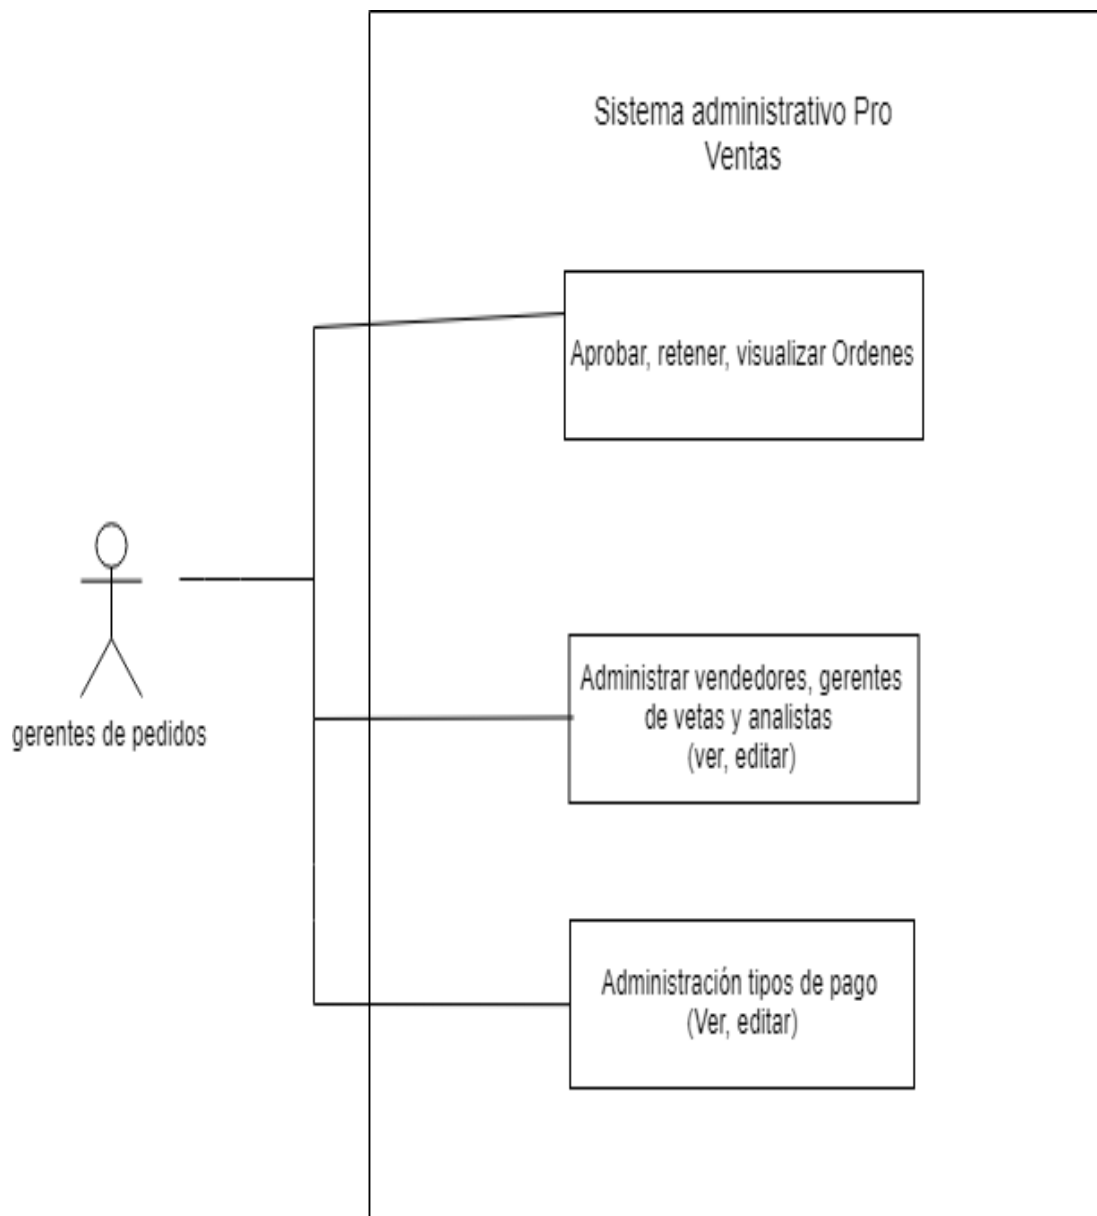 Sistema administrativo Pro
Ventas
Aprobar, retener, visualizar Ordenes
gerentes de pedidos
Administrar vendedores, gerentes
de vetas y analistas
(ver, editar)
Administración tipos de pago
(Ver, editar)